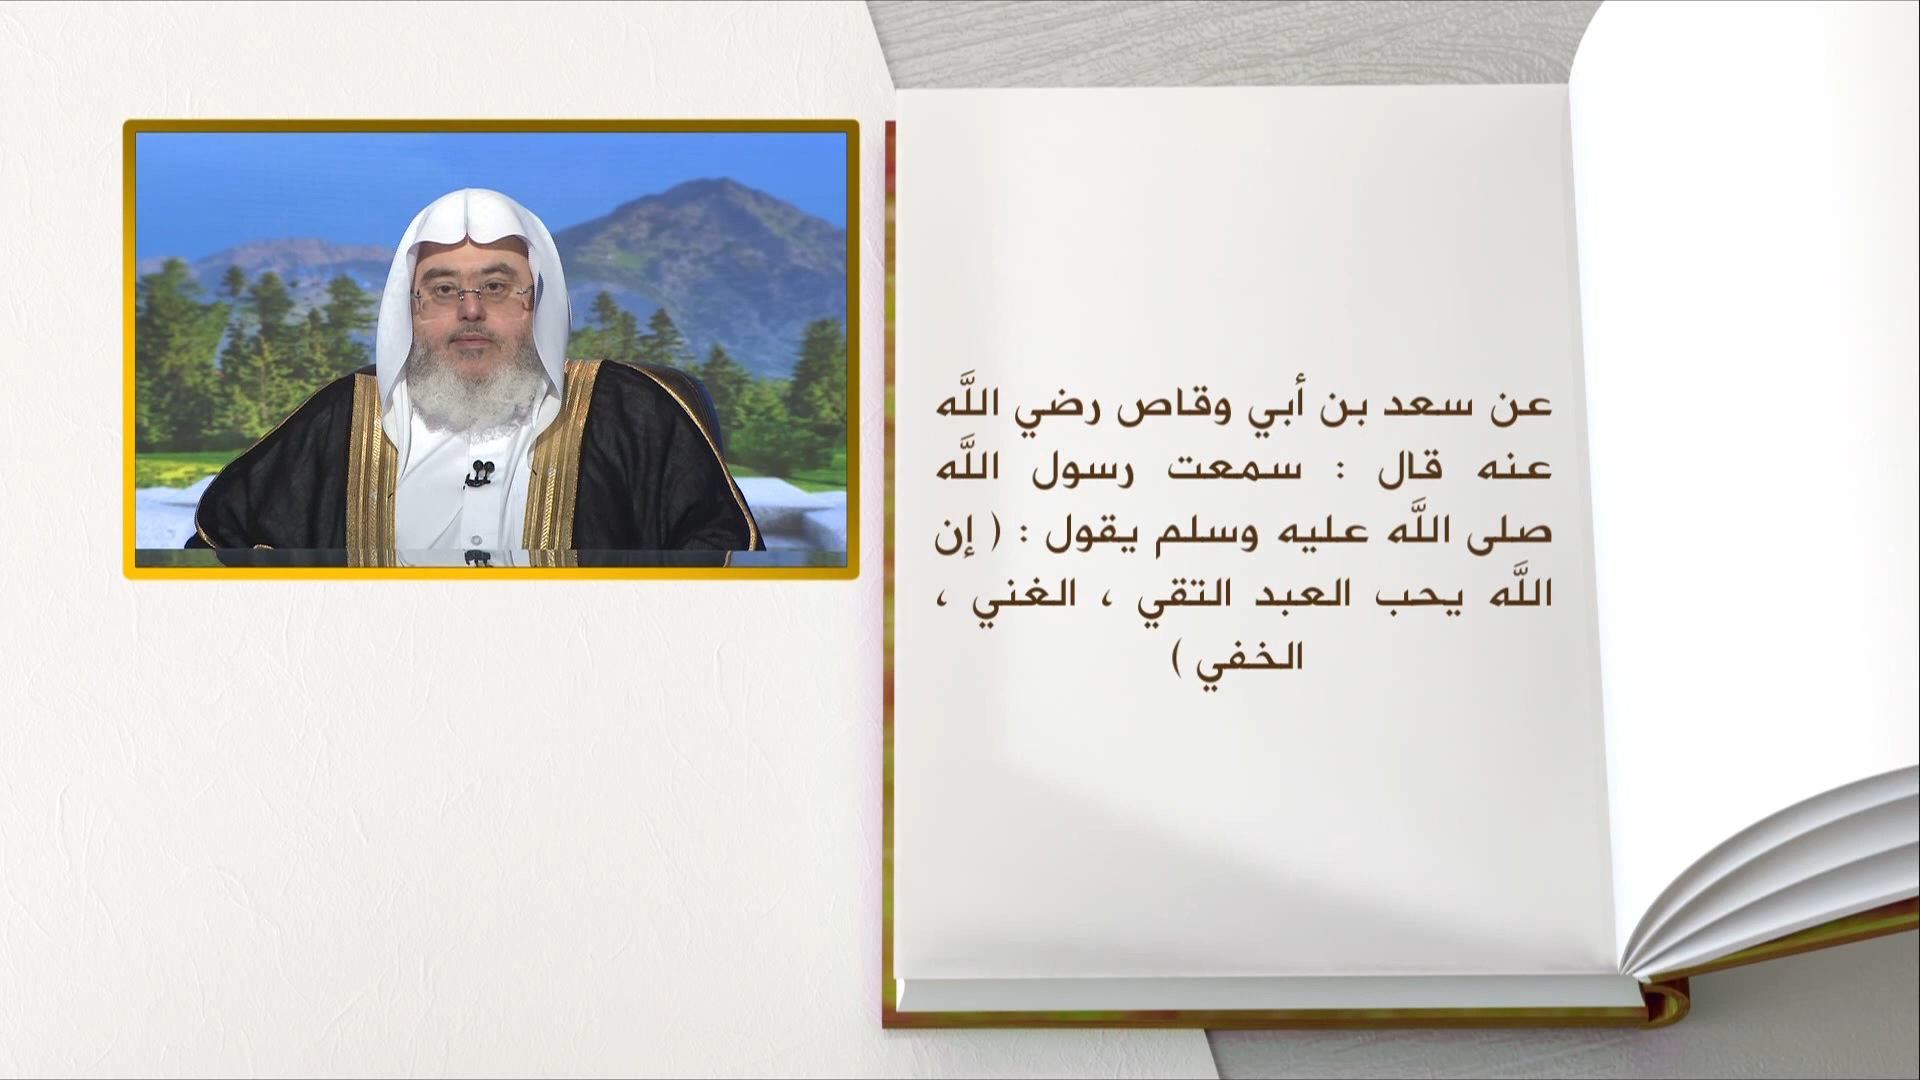 عن سعد بن أبي وقاص رضي اللَّه
عنه قال : سمعت رسول اللَّه
صلى اللَّه عليه وسلم يقول : ( إن
اللَّه يحب العبد التقي ، الغني ،
الخفي )